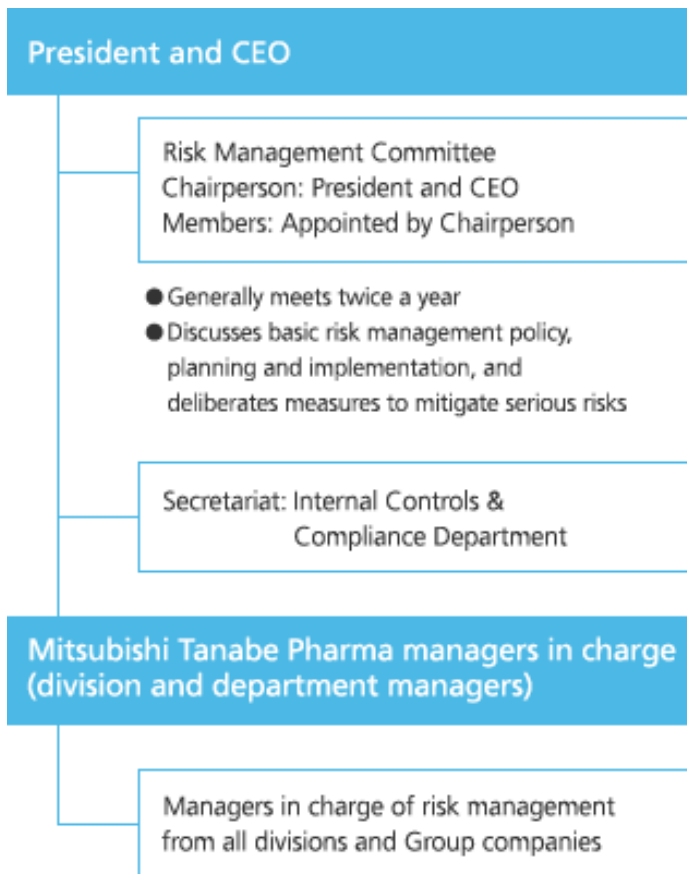 President and CEO
Risk Management Committee
Chairperson: President and CEO
Members: Appointed by Chairperson
● Generally meets twice a year
● Discusses basic risk management policy,
planning and implementation, and
deliberates measures to mitigate serious risks
Secretariat: Internal Controls &
Compliance Department
Mitsubishi Tanabe Pharma managers in charge
(division and department managers)
Managers in charge of risk management
from all divisions and Group companies